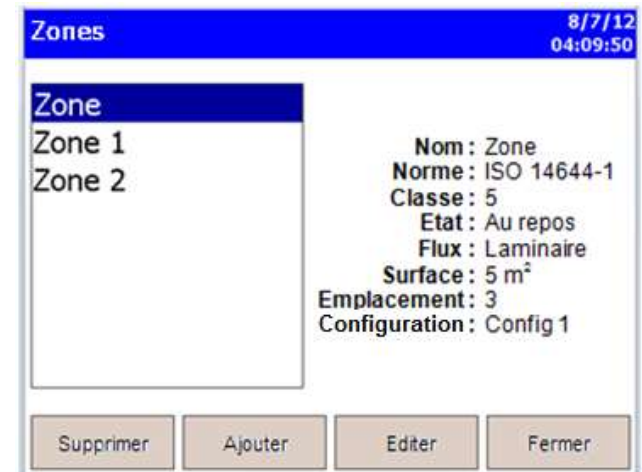 Zones
8/7/12
04:09:50
Zone
Zone 1
Zone 2
Nom : Zone
Norme : ISO 14644-1
Classe : 5
Etat : Au repos
Flux : Laminaire
Surface : 5 m²
Emplacement : 3
Configuration : Config 1
Supprimer
Ajouter
Editer
Fermer